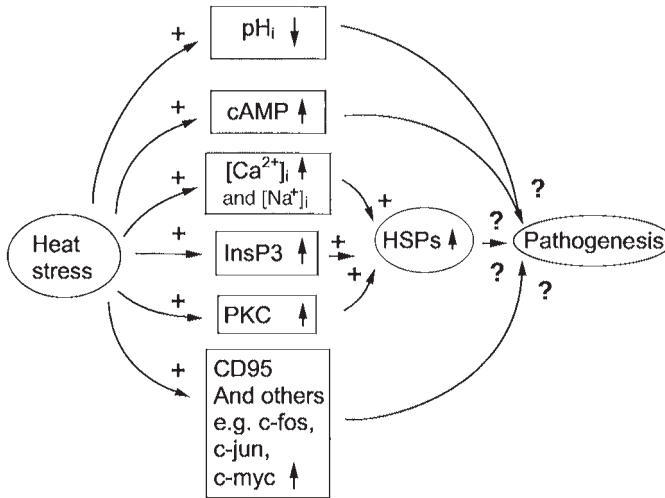 Heat
stress
+
+
+
+
+
+
pHi ↓
cAMP ↑
[Ca²⁺]i ↑
and [Na⁺]i
InsP3 ↑
PKC ↑
CD95
And others
e.g. c-fos,
c-jun,
c-myc ↑
+
+
+
HSPs ↑
?
?
?
?
Pathogenesis